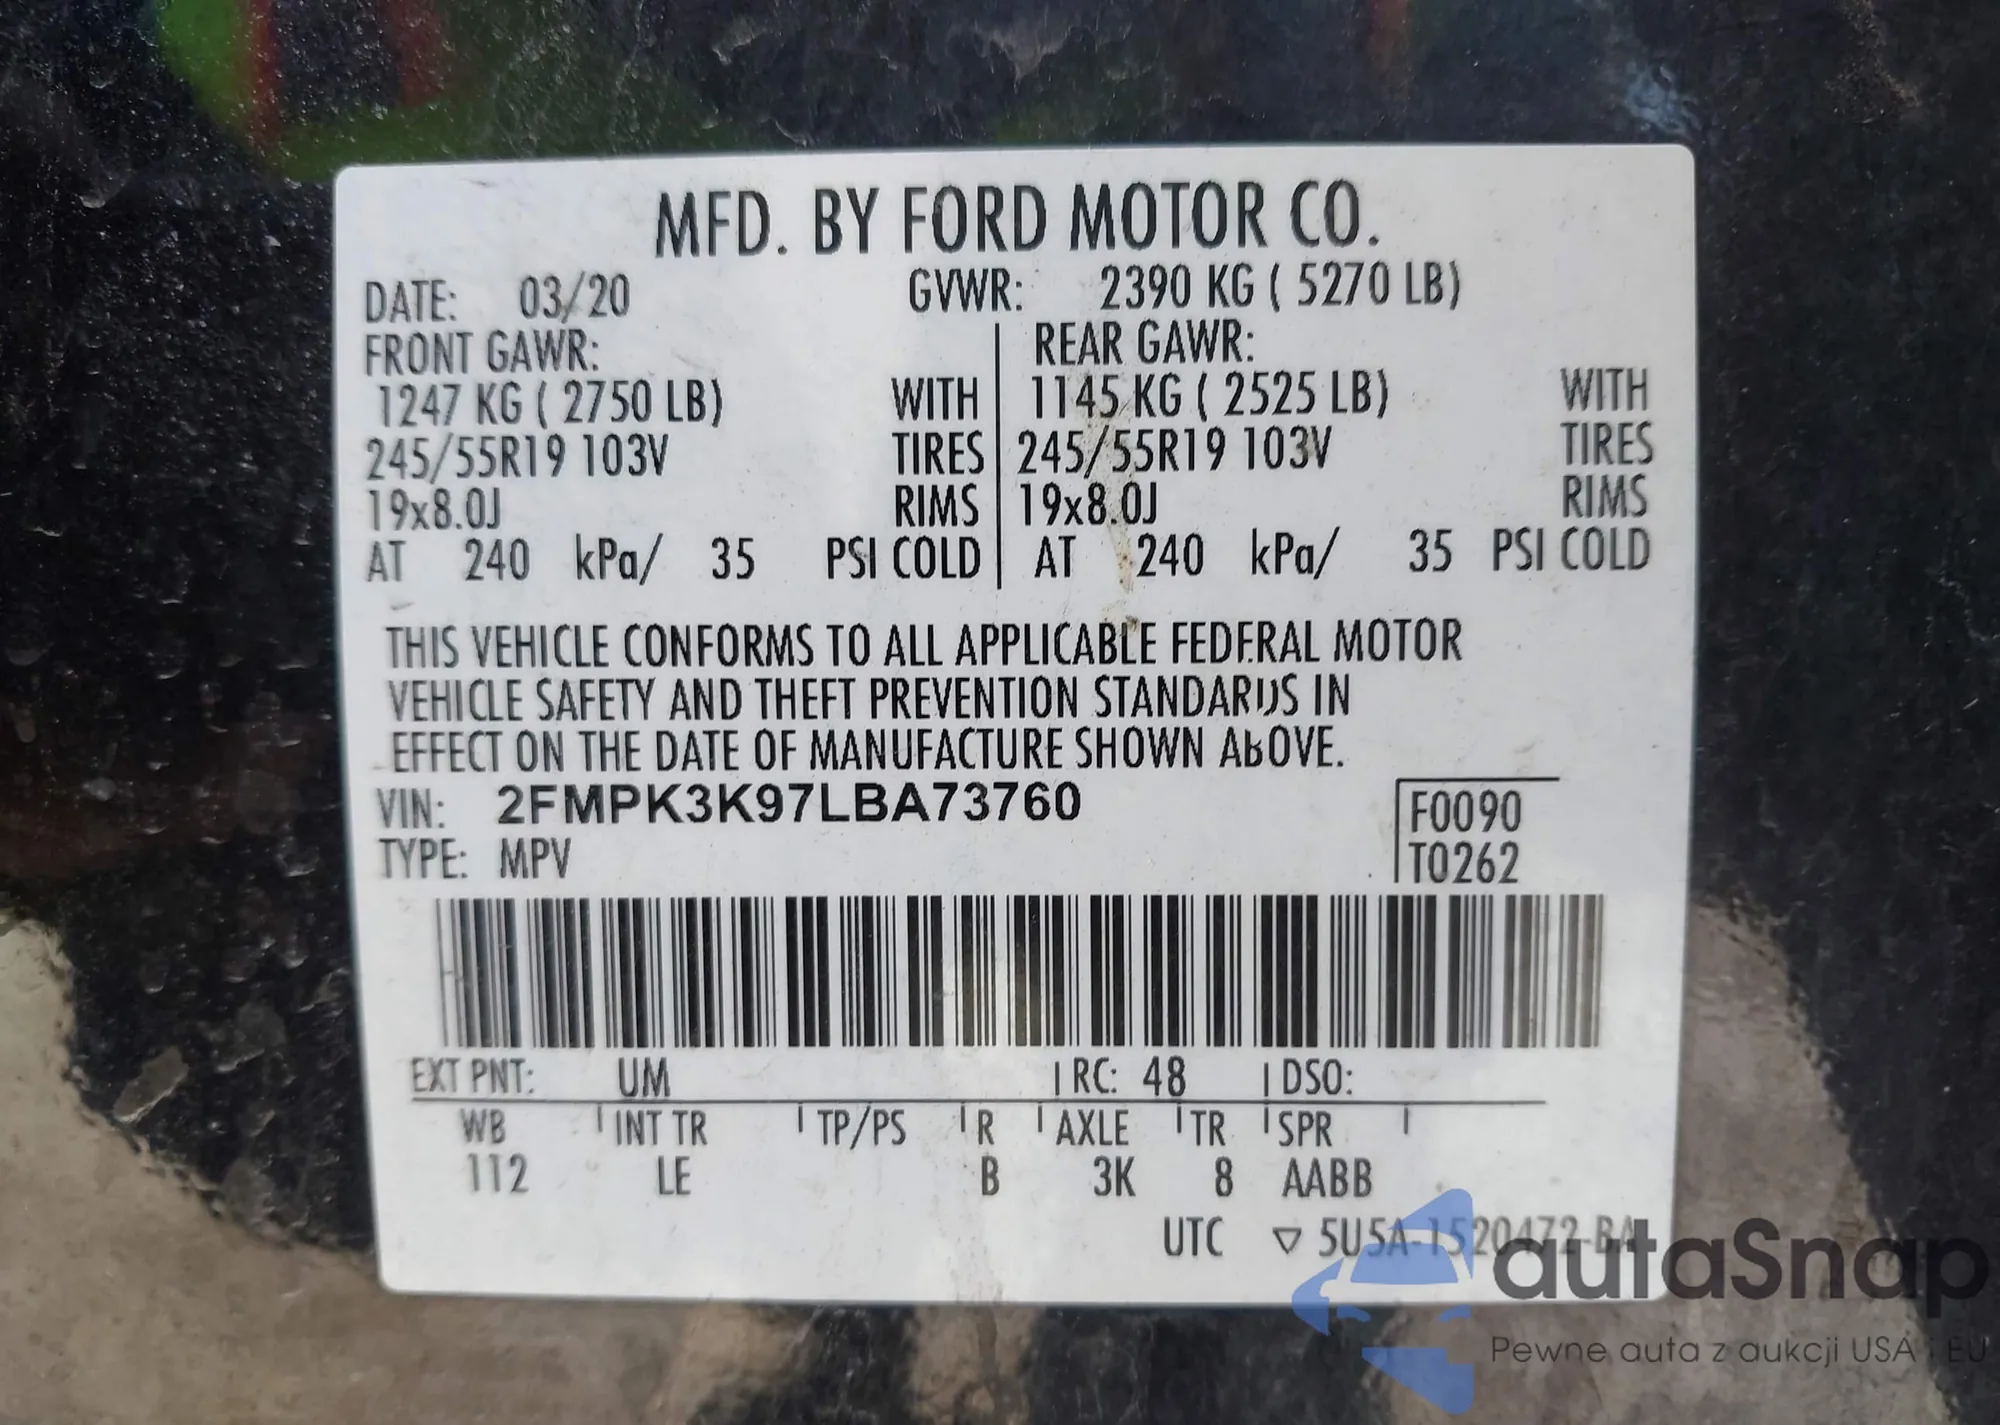 MFD. BY FORD MOTOR CO.
DATE: 03/20 GVWR: 2390 KG ( 5270 LB)
FRONT GAWR: REAR GAWR:
1247 KG ( 2750 LB) WITH 1145 KG ( 2525 LB) WITH
245/55R19 103V TIRES 245/55R19 103V TIRES
19x8.0J RIMS 19x8.0J RIMS
AT 240 kPa/ 35 PSI COLD AT 240 kPa/ 35 PSI COLD
THIS VEHICLE CONFORMS TO ALL APPLICABLE FEDERAL MOTOR
VEHICLE SAFETY AND THEFT PREVENTION STANDARDS IN
EFFECT ON THE DATE OF MANUFACTURE SHOWN ABOVE.
VIN: 2FMPK3K97LBA73760 F0090
TYPE: MPV T0262
EXT PNT: UM RC: 48 DSO:
WB INT TR TP/PS R AXLE TR SPR
112 LE B 3K 8 AABB
UTC ▽ 5U5A-1520472-BA
autaSnap
Pewne auta z aukcji USA i EU